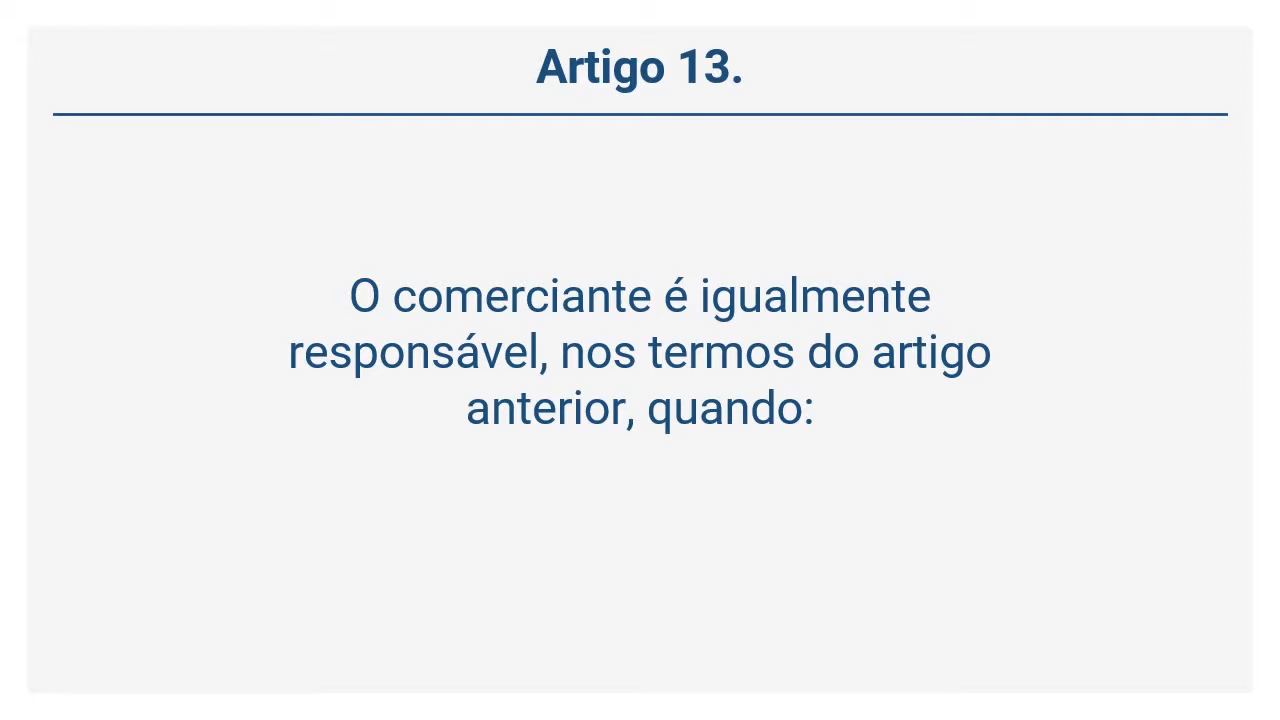 Artigo 13.
O comerciante é igualmente
responsável, nos termos do artigo
anterior, quando: